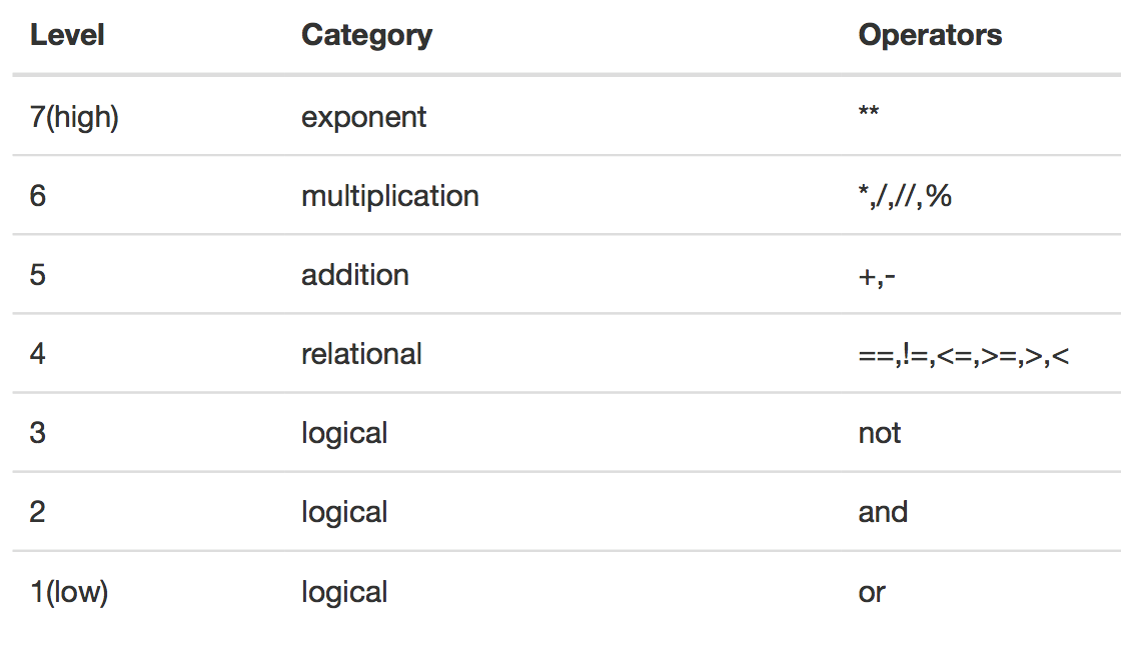 Level Category Operators
7(high) exponent **
6 multiplication *,/,//,%
5 addition +,-
4 relational ==,!=,<=,>=,>,<
3 logical not
2 logical and
1(low) logical or